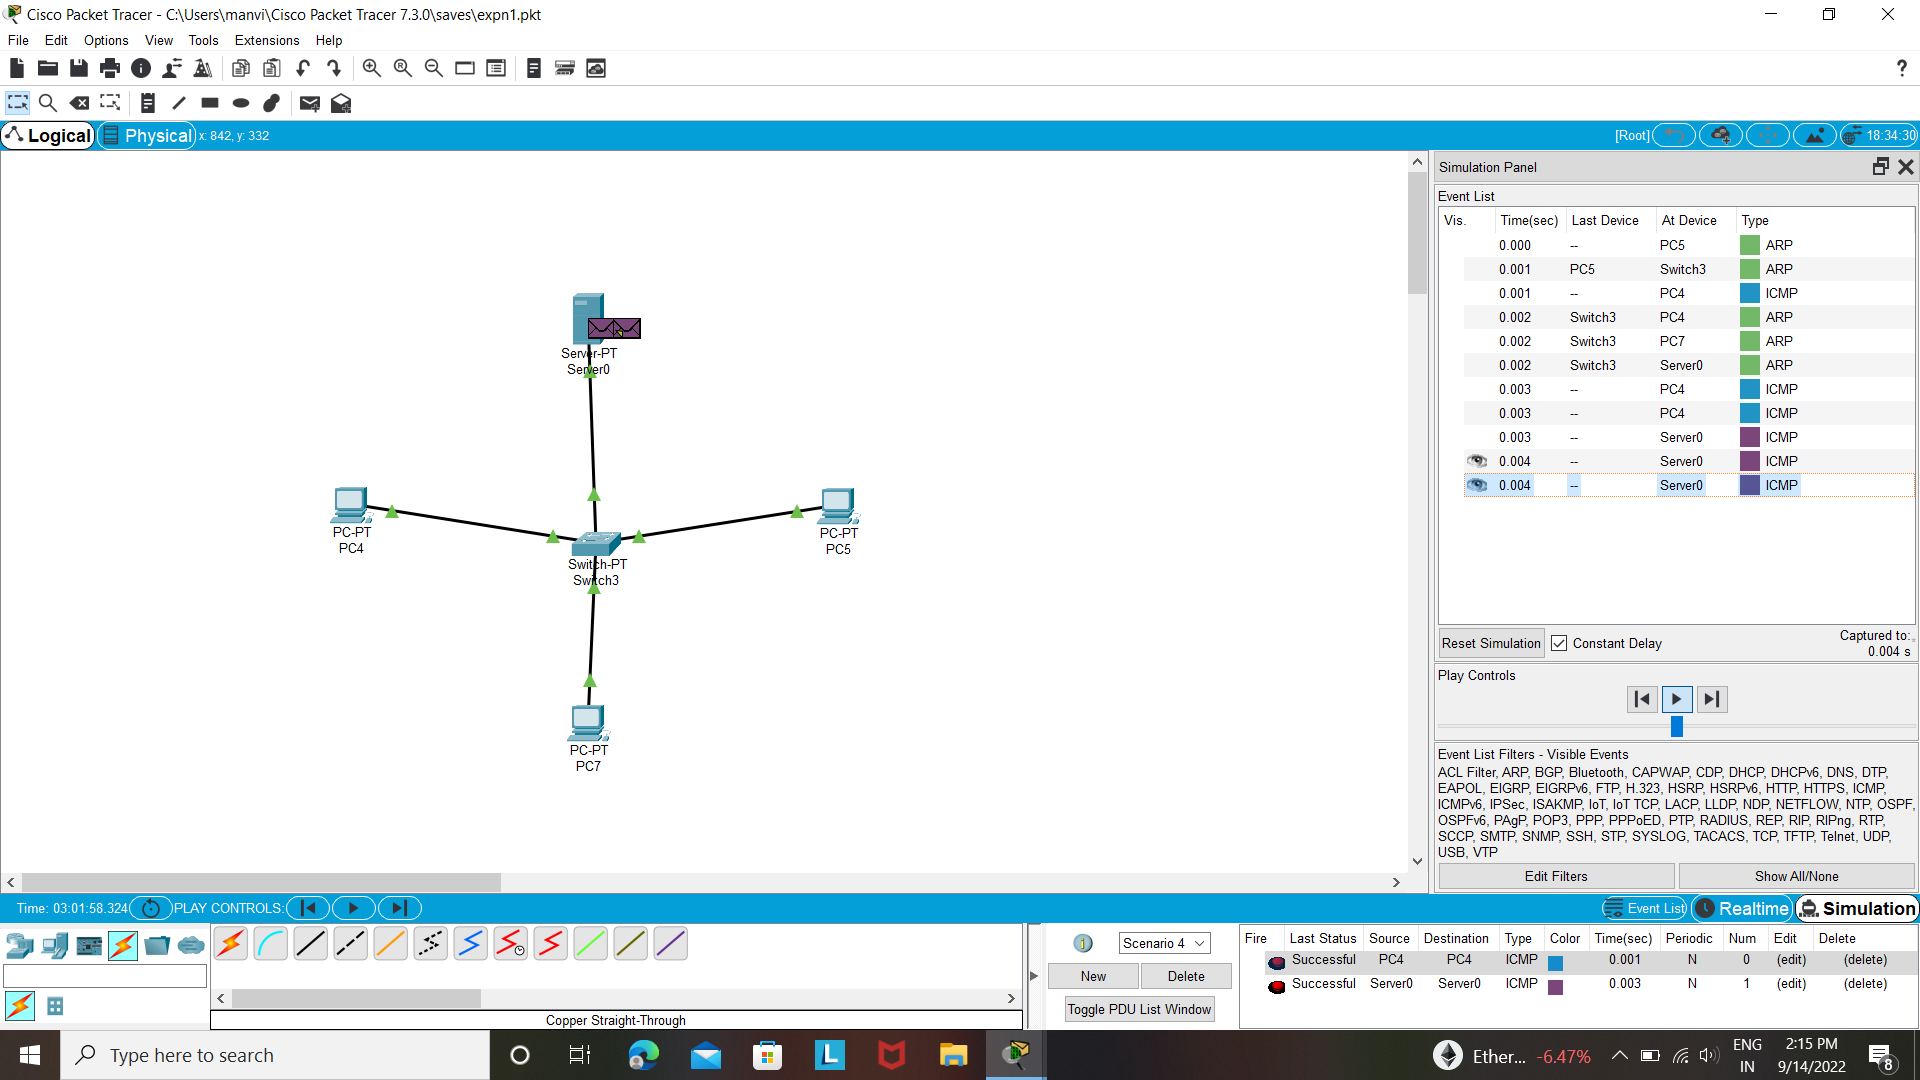 Cisco Packet Tracer - C:\Users\manvi\Cisco Packet Tracer 7.3.0\saves\expn1.pkt
File Edit Options View Tools Extensions Help
?
Logical Physical x: 842, y: 332
[Root] 18:34:30
Simulation Panel
Event List
Vis. Time(sec) Last Device At Device Type
0.000 -- PC5 ARP
0.001 PC5 Switch3 ARP
0.001 -- PC4 ICMP
0.002 Switch3 PC4 ARP
0.002 Switch3 PC7 ARP
0.002 Switch3 Server0 ARP
0.003 -- PC4 ICMP
0.003 -- PC4 ICMP
0.003 -- Server0 ICMP
0.004 -- Server0 ICMP
0.004 -- Server0 ICMP
Server-PT
Server0
PC-PT
PC4
PC-PT
PC5
Switch-PT
Switch3
PC-PT
PC7
Reset Simulation Constant Delay Captured to:
0.004 s
Play Controls
Event List Filters - Visible Events
ACL Filter, ARP, BGP, Bluetooth, CAPWAP, CDP, DHCP, DHCPv6, DNS, DTP,
EAPOL, EIGRP, EIGRPv6, FTP, H.323, HSRP, HSRPv6, HTTP, HTTPS, ICMP,
ICMPv6, IPSec, ISAKMP, IoT, IoT TCP, LACP, LLDP, NDP, NETFLOW, NTP, OSPF,
OSPFv6, PAgP, POP3, PPP, PPPoED, PTP, RADIUS, REP, RIP, RIPng, RTP,
SCCP, SMTP, SNMP, SSH, STP, SYSLOG, TACACS, TCP, TFTP, Telnet, UDP,
USB, VTP
Edit Filters Show All/None
Time: 03:01:58.324 PLAY CONTROLS: Event List Realtime Simulation
Scenario 4
New Delete
Toggle PDU List Window
Fire Last Status Source Destination Type Color Time(sec) Periodic Num Edit Delete
Successful PC4 PC4 ICMP 0.001 N 0 (edit) (delete)
Successful Server0 Server0 ICMP 0.003 N 1 (edit) (delete)
Copper Straight-Through
Type here to search
L
Ether... -6.47%
ENG
IN
2:15 PM
9/14/2022
8